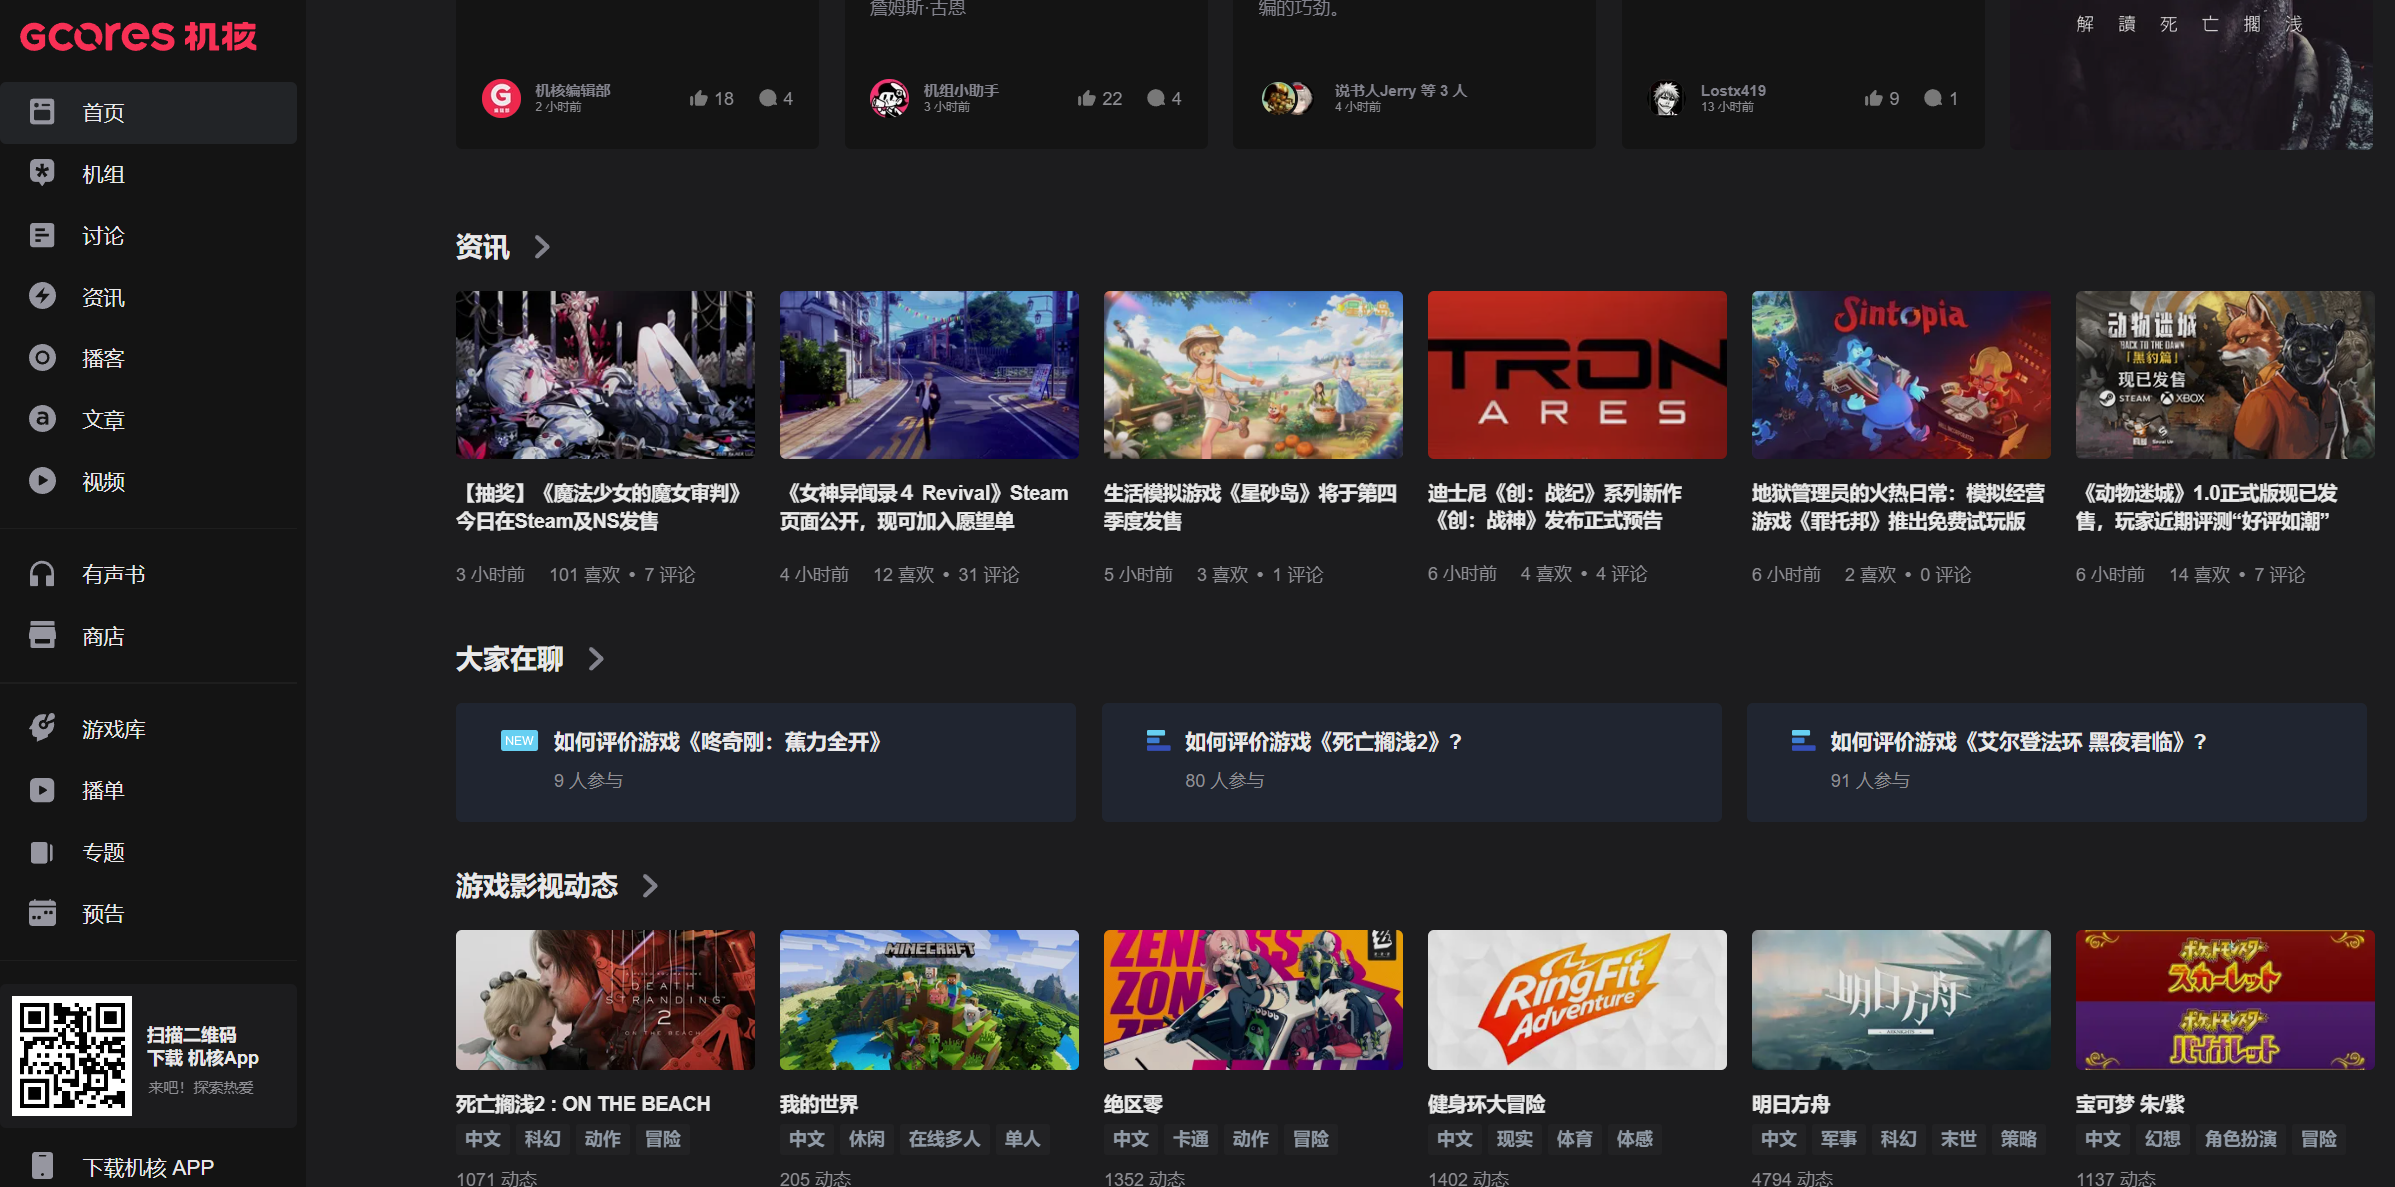 GCORES 机核
首页
机组
讨论
资讯
播客
文章
视频
有声书
商店
游戏库
播单
专题
预告
扫描二维码
下载 机核App
来吧！探索热爱
下载机核 APP
詹姆斯·古恩
编的巧劲。
解 讀 死 亡 擱 浅
机核编辑部
2 小时前
18
4
机组小助手
3 小时前
22
4
说书人Jerry 等 3 人
4 小时前
Lostx419
13 小时前
9
1
资讯
TRON
ARES
Sintopia
动物迷城
BACK TO THE DAWN
「黑豹篇」
现已发售
STEAM XBOX
【抽奖】《魔法少女的魔女审判》
今日在Steam及NS发售
3 小时前 101 喜欢 • 7 评论
《女神异闻录４ Revival》Steam
页面公开，现可加入愿望单
4 小时前 12 喜欢 • 31 评论
生活模拟游戏《星砂岛》将于第四
季度发售
5 小时前 3 喜欢 • 1 评论
迪士尼《创：战纪》系列新作
《创：战神》发布正式预告
6 小时前 4 喜欢 • 4 评论
地狱管理员的火热日常：模拟经营
游戏《罪托邦》推出免费试玩版
6 小时前 2 喜欢 • 0 评论
《动物迷城》1.0正式版现已发
售，玩家近期评测“好评如潮”
6 小时前 14 喜欢 • 7 评论
大家在聊
NEW 如何评价游戏《咚奇刚：蕉力全开》
9 人参与
如何评价游戏《死亡搁浅2》？
80 人参与
如何评价游戏《艾尔登法环 黑夜君临》？
91 人参与
游戏影视动态
DEATH
STRANDING
2
ON THE BEACH
MINECRAFT
RingFit
Adventure
明日方舟
ARKNIGHTS
ポケットモンスター
スカーレット
ポケットモンスター
バイオレット
死亡搁浅2 : ON THE BEACH
中文 科幻 动作 冒险
1071 动态
我的世界
中文 休闲 在线多人 单人
205 动态
绝区零
中文 卡通 动作 冒险
1352 动态
健身环大冒险
中文 现实 体育 体感
1402 动态
明日方舟
中文 军事 科幻 末世 策略
4794 动态
宝可梦 朱/紫
中文 幻想 角色扮演 冒险
1137 动态